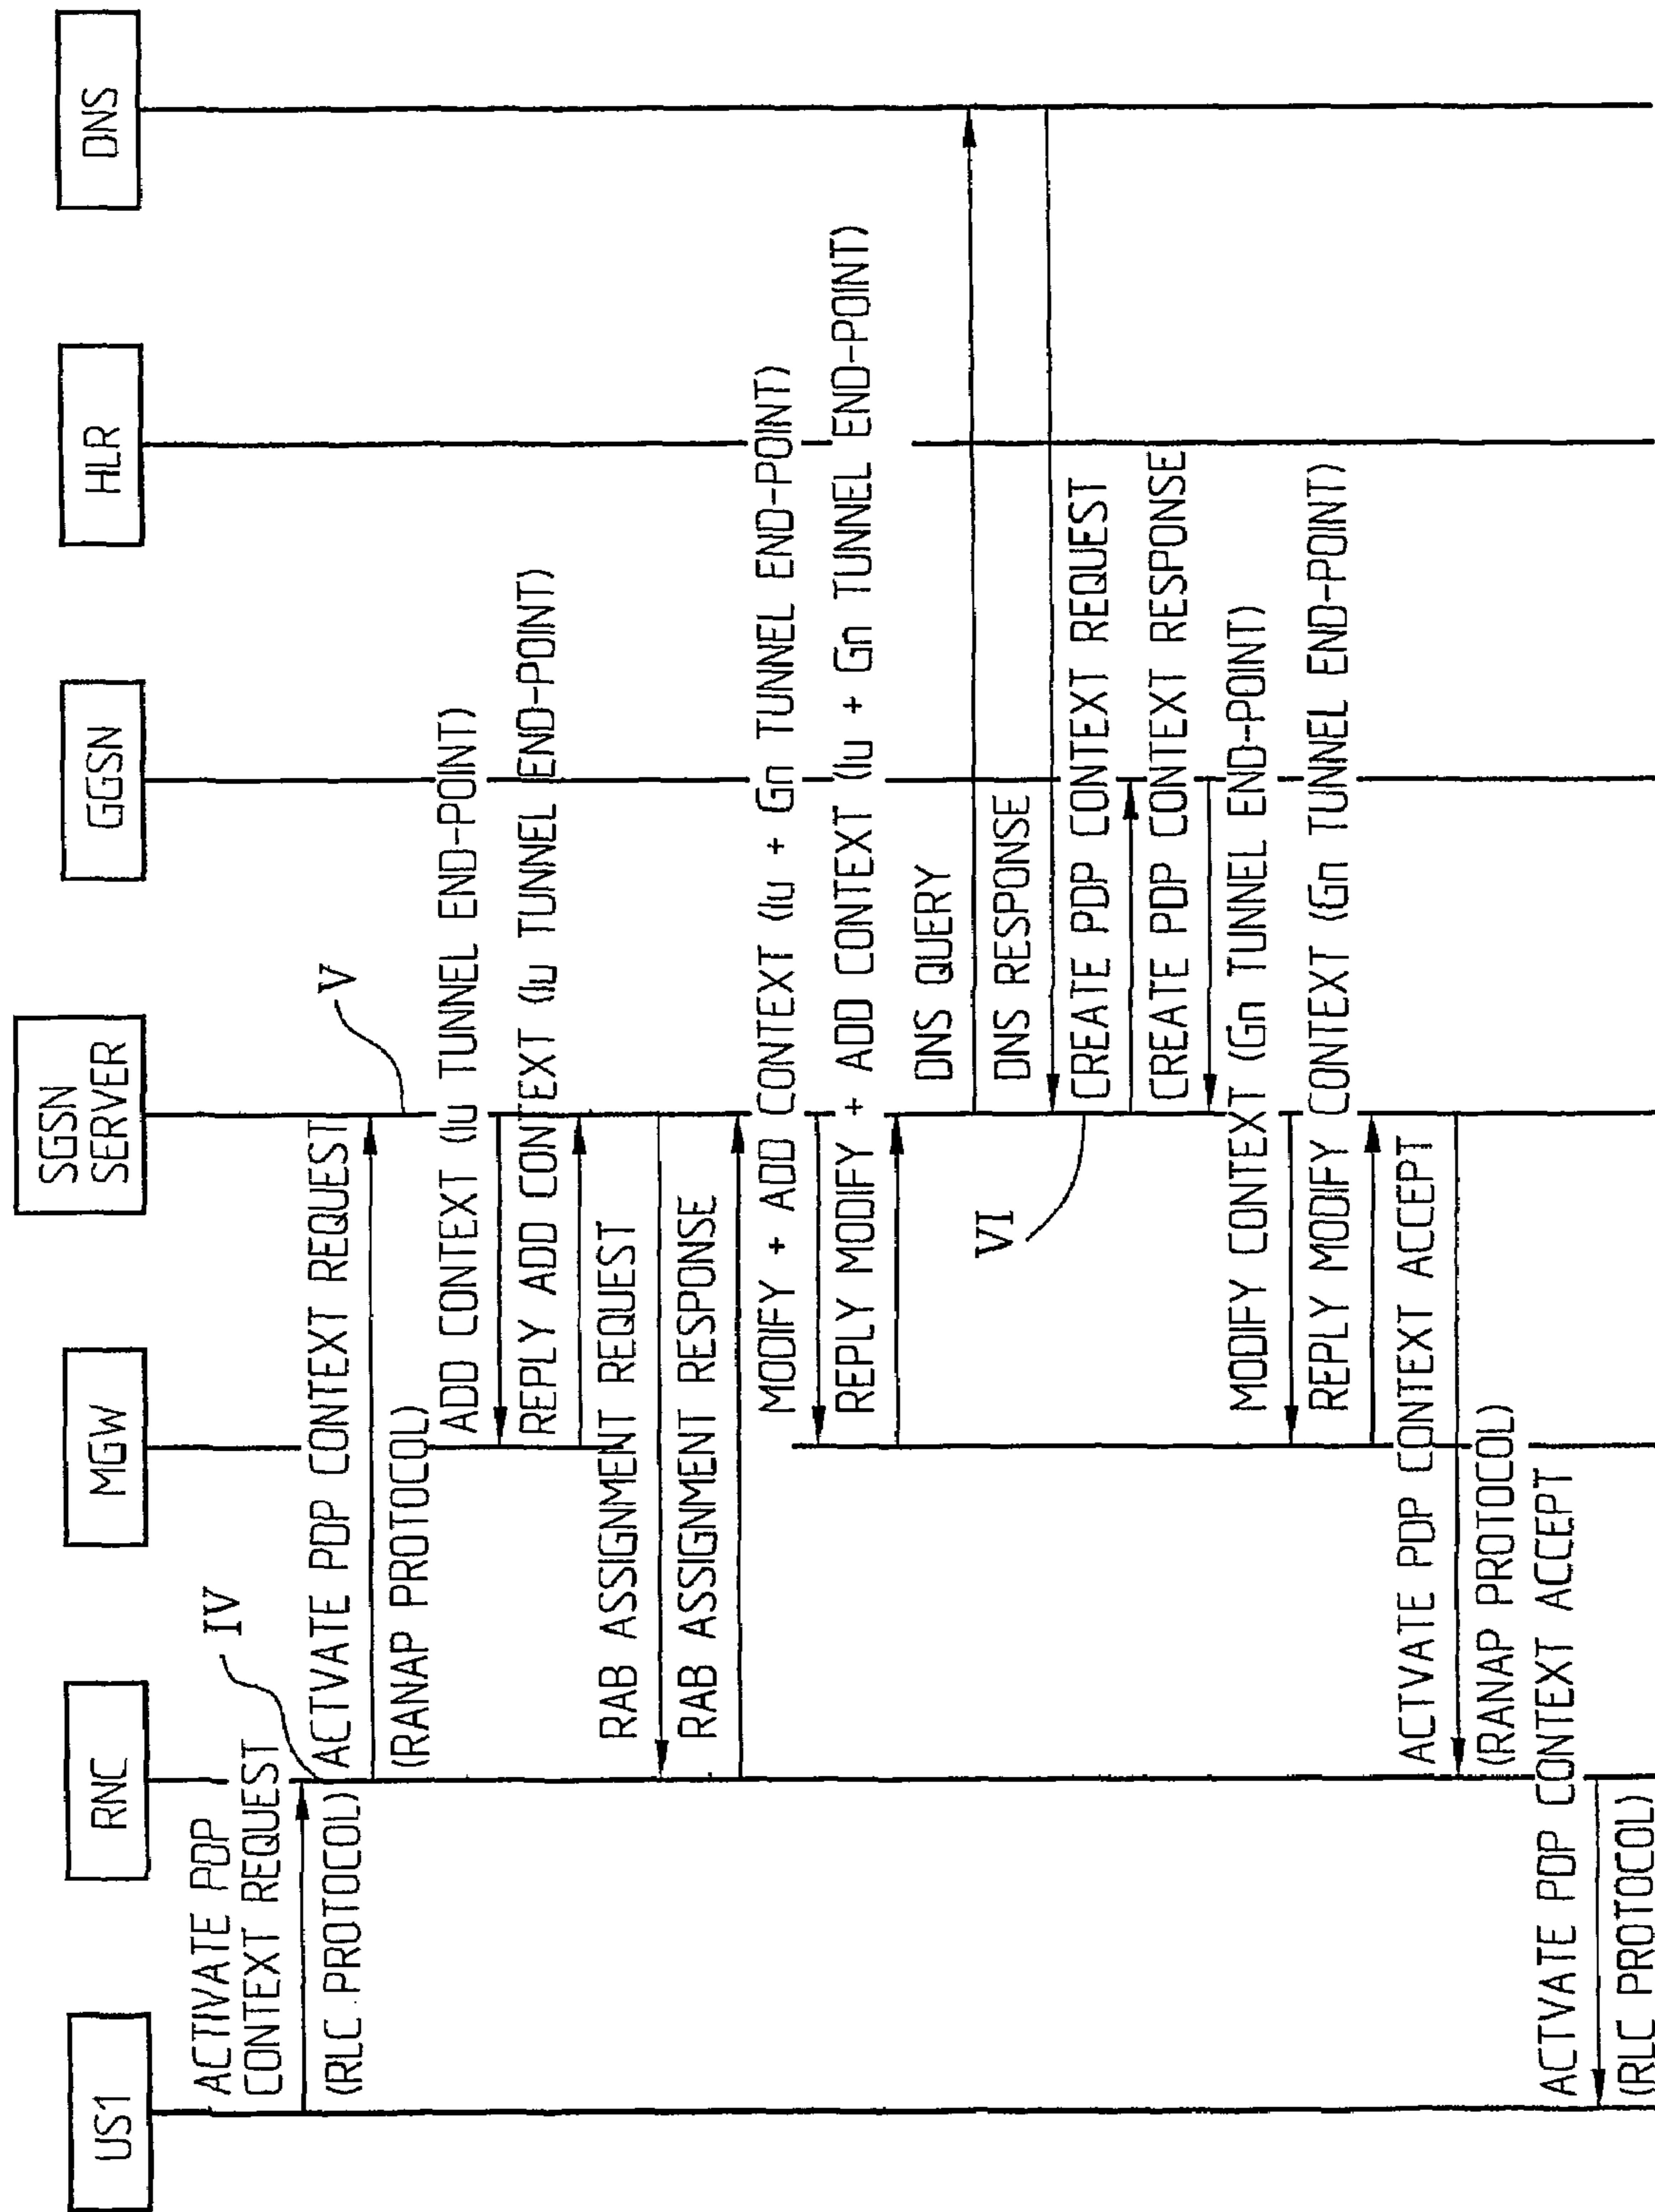 US1
RNC
MGW
SGSN
SERVER
GGSN
HLR
DNS
ACTIVATE PDP
CONTEXT REQUEST
(RLC PROTOCOL)
IV
ACTVATE PDP CONTEXT REQUEST
(RANAP PROTOCOL)
V
ADD CONTEXT (Iu TUNNEL END-POINT)
REPLY ADD CONTEXT (Iu TUNNEL END-POINT)
RAB ASSIGNMENT REQUEST
RAB ASSIGNMENT RESPONSE
MODIFY + ADD CONTEXT (Iu + Gn TUNNEL END-POINT)
REPLY MODIFY + ADD CONTEXT (Iu + Gn TUNNEL END-POINT)
DNS QUERY
DNS RESPONSE
VI
CREATE PDP CONTEXT REQUEST
CREATE PDP CONTEXT RESPONSE
MODIFY CONTEXT (Gn TUNNEL END-POINT)
REPLY MODIFY CONTEXT (Gn TUNNEL END-POINT)
ACTVATE PDP CONTEXT ACCEPT
(RANAP PROTOCOL)
ACTVATE PDP CONTEXT ACCEPT
(RLC PROTOCOL)